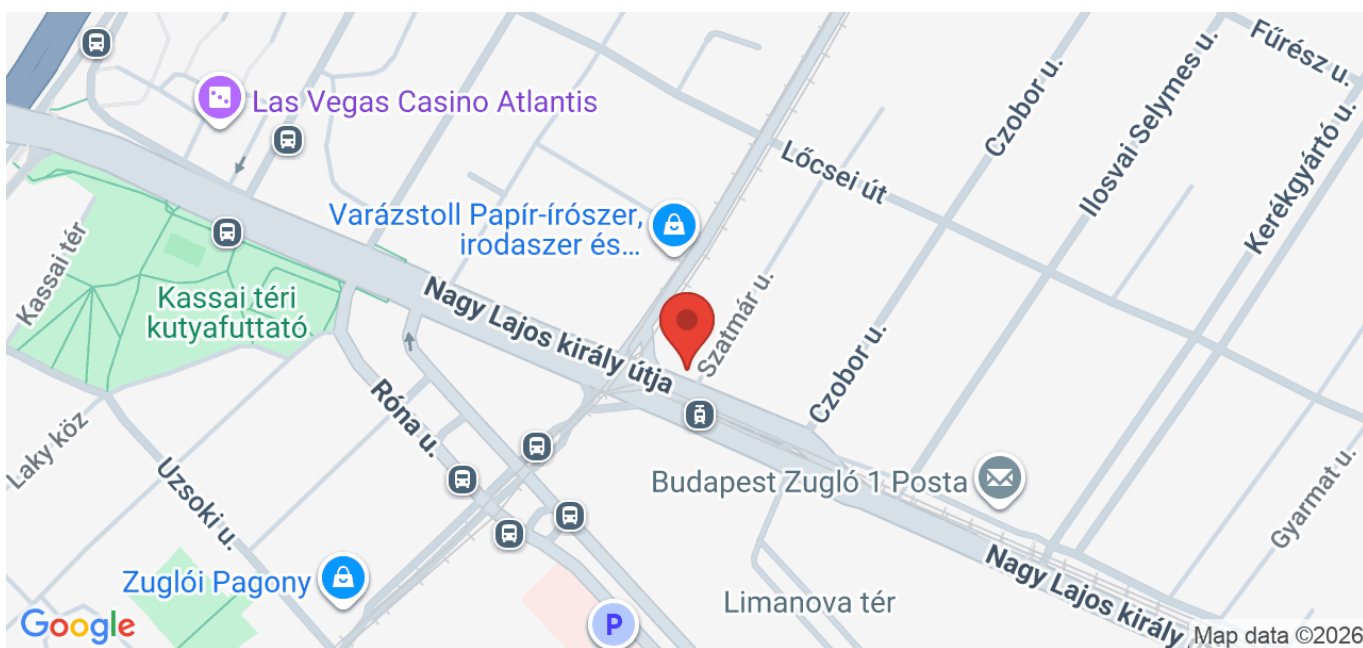 Fűrész u.
Czobor u.
Ilosvai Selymes u.
Kerékgyártó u.
Las Vegas Casino Atlantis
Lőcsei út
Varázstoll Papír-írószer,
irodaszer és...
Kassai tér
Kassai téri
kutyafuttató
Nagy Lajos király útja
Szatmár u.
Czobor u.
Róna u.
Laky köz
Uzsoki u.
Budapest Zugló 1 Posta
Gyarmat u.
Zuglói Pagony
Nagy Lajos király
Limanova tér
P
Google
Map data ©2026